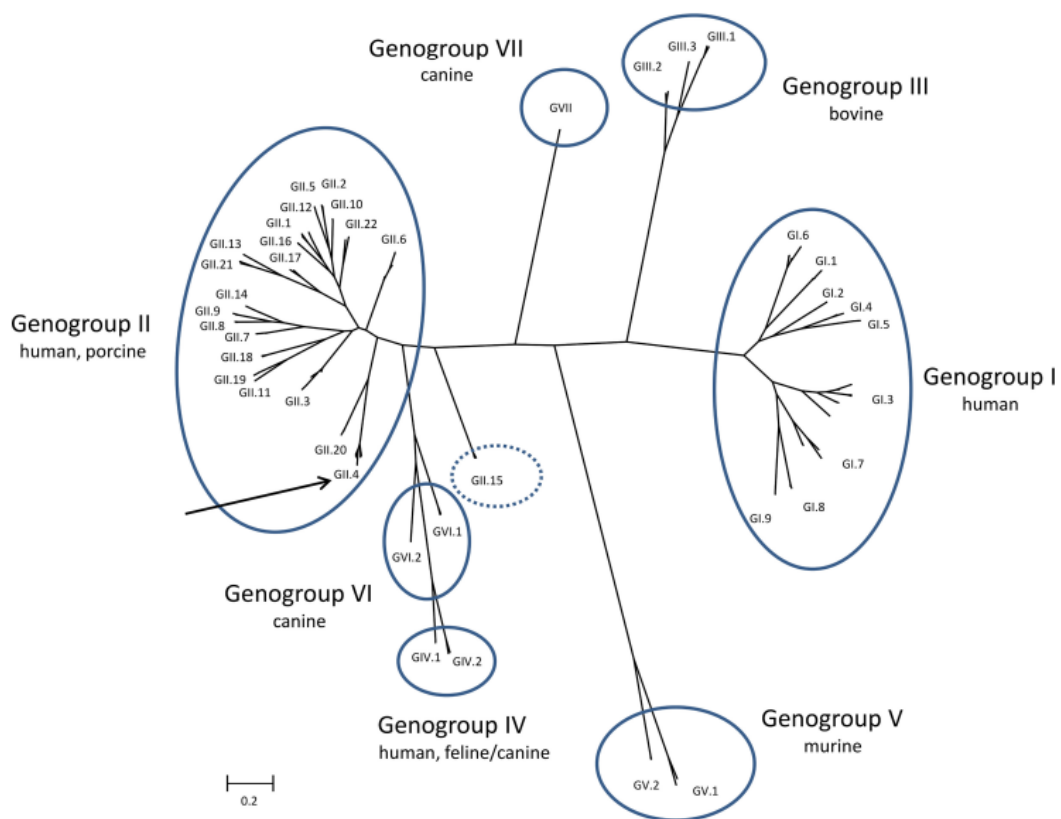 Genogroup VII
canine
GVII
GIII.1
GIII.3
GIII.2
Genogroup III
bovine
GII.2
GII.5
GII.10
GII.12
GII.1
GII.22
GII.6
GII.16
GII.13
GII.17
GII.21
GII.14
GII.9
GII.8
GII.7
GII.18
GII.19
GII.11
GII.3
GII.20
GII.4
Genogroup II
human, porcine
GI.6
GI.1
GI.2
GI.4
GI.5
GI.3
GI.7
GI.8
GI.9
Genogroup I
human
GII.15
GVI.1
GVI.2
Genogroup VI
canine
GIV.1
GIV.2
Genogroup IV
human, feline/canine
Genogroup V
murine
GV.2
GV.1
0.2